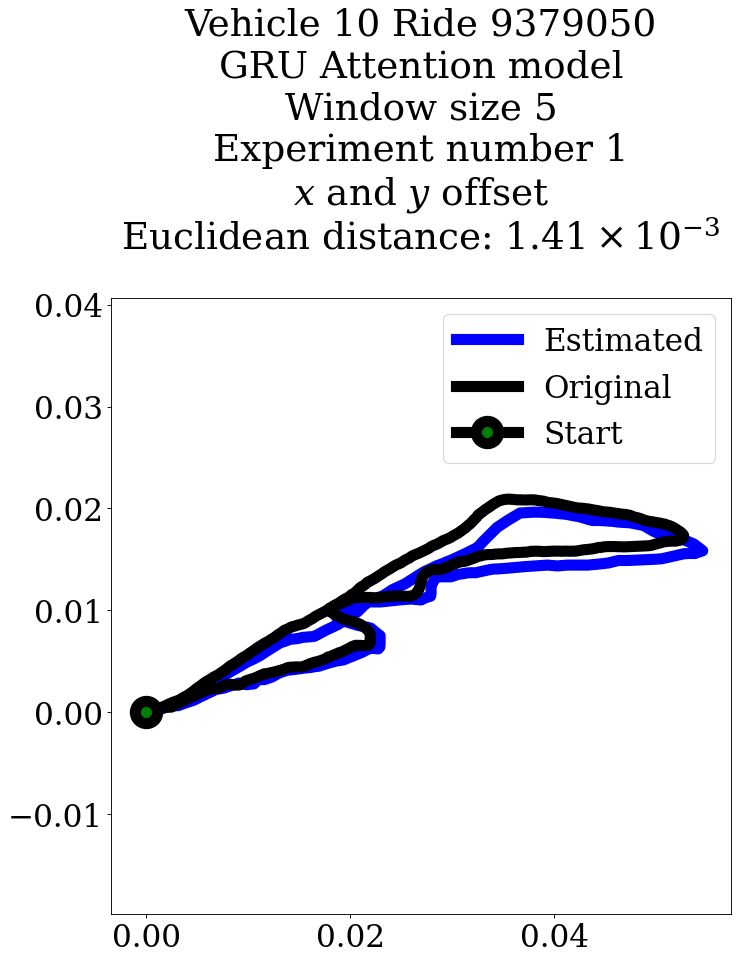 Vehicle 10 Ride 9379050
GRU Attention model
Window size 5
Experiment number 1
x and y offset
Euclidean distance: 1.41 × 10⁻³
Estimated
Original
Start
0.04
0.03
0.02
0.01
0.00
−0.01
0.00 0.02 0.04